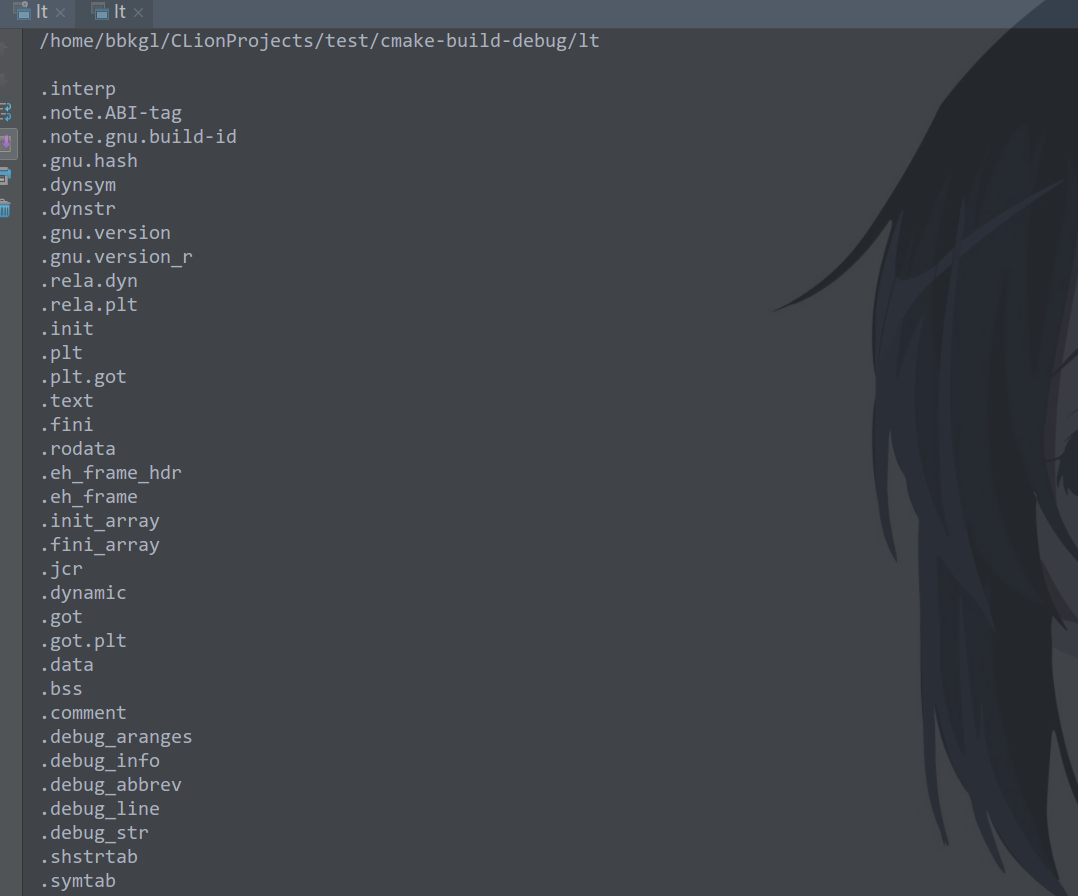 lt lt
/home/bbkgl/CLionProjects/test/cmake-build-debug/lt
.interp
.note.ABI-tag
.note.gnu.build-id
.gnu.hash
.dynsym
.dynstr
.gnu.version
.gnu.version_r
.rela.dyn
.rela.plt
.init
.plt
.plt.got
.text
.fini
.rodata
.eh_frame_hdr
.eh_frame
.init_array
.fini_array
.jcr
.dynamic
.got
.got.plt
.data
.bss
.comment
.debug_aranges
.debug_info
.debug_abbrev
.debug_line
.debug_str
.shstrtab
.symtab